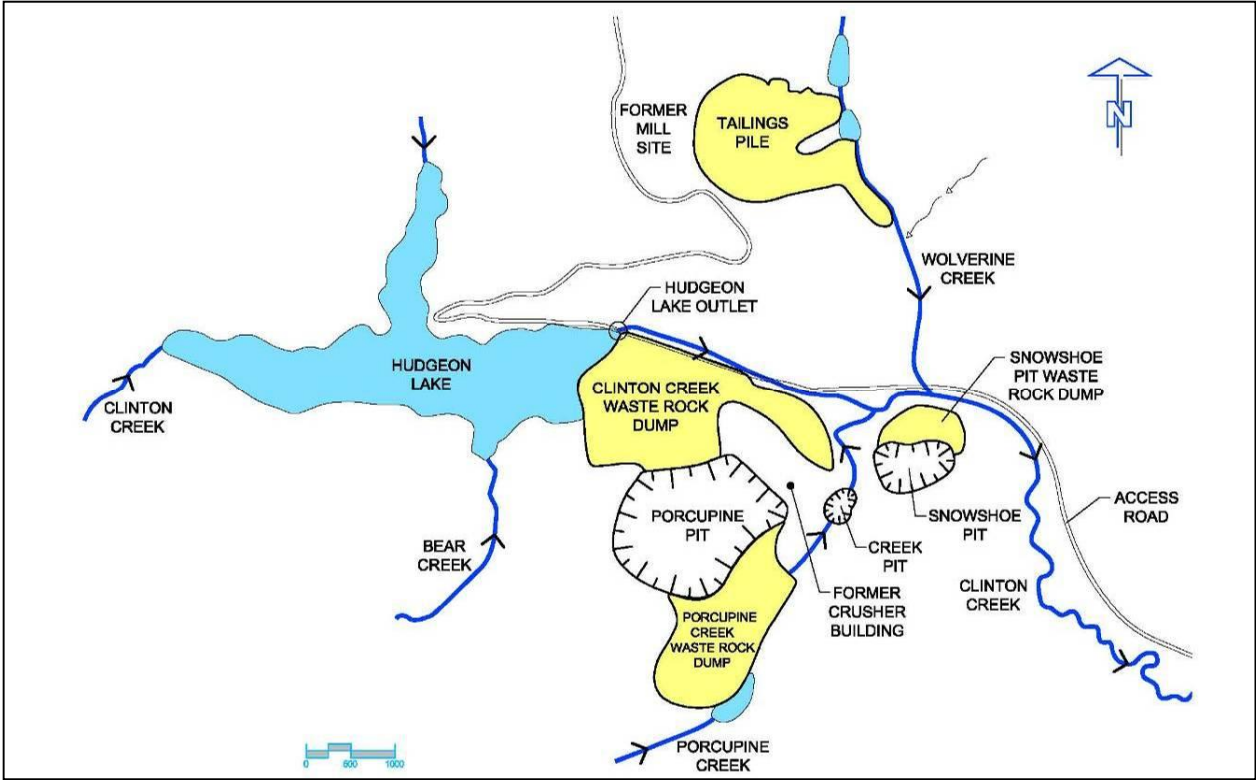 FORMER
MILL
SITE
TAILINGS
PILE
N
WOLVERINE
CREEK
HUDGEON
LAKE OUTLET
SNOWSHOE
PIT WASTE
ROCK DUMP
HUDGEON
LAKE
CLINTON CREEK
WASTE ROCK
DUMP
CLINTON
CREEK
PORCUPINE
PIT
SNOWSHOE
PIT
ACCESS
ROAD
BEAR
CREEK
CREEK
PIT
CLINTON
CREEK
FORMER
CRUSHER
BUILDING
PORCUPINE
CREEK
WASTE ROCK
DUMP
PORCUPINE
CREEK
0 500 1000